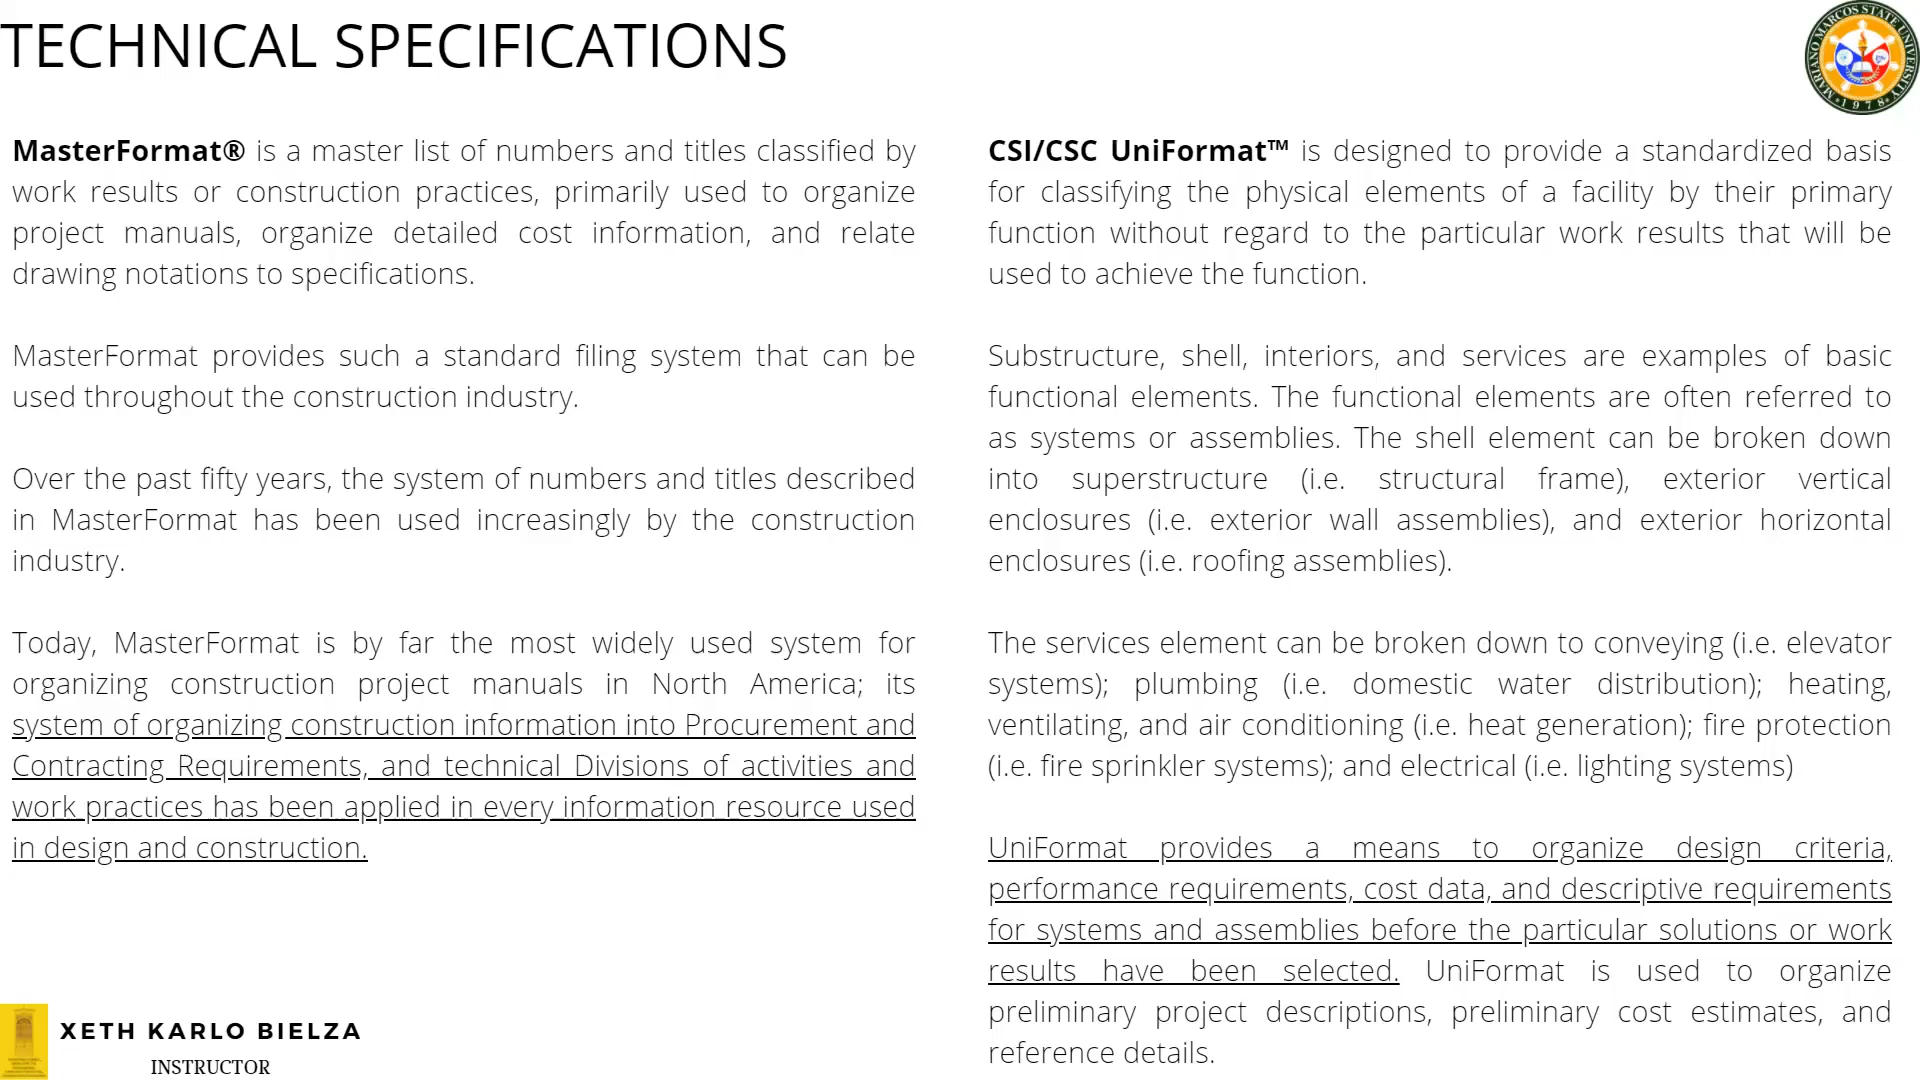 TECHNICAL SPECIFICATIONS
MARIANO MARCOS STATE UNIVERSITY
1978
MasterFormat® is a master list of numbers and titles classified by
work results or construction practices, primarily used to organize
project manuals, organize detailed cost information, and relate
drawing notations to specifications.
MasterFormat provides such a standard filing system that can be
used throughout the construction industry.
Over the past fifty years, the system of numbers and titles described
in MasterFormat has been used increasingly by the construction
industry.
Today, MasterFormat is by far the most widely used system for
organizing construction project manuals in North America; its
system of organizing construction information into Procurement and
Contracting Requirements, and technical Divisions of activities and
work practices has been applied in every information resource used
in design and construction.
CSI/CSC UniFormat™ is designed to provide a standardized basis
for classifying the physical elements of a facility by their primary
function without regard to the particular work results that will be
used to achieve the function.
Substructure, shell, interiors, and services are examples of basic
functional elements. The functional elements are often referred to
as systems or assemblies. The shell element can be broken down
into superstructure (i.e. structural frame), exterior vertical
enclosures (i.e. exterior wall assemblies), and exterior horizontal
enclosures (i.e. roofing assemblies).
The services element can be broken down to conveying (i.e. elevator
systems); plumbing (i.e. domestic water distribution); heating,
ventilating, and air conditioning (i.e. heat generation); fire protection
(i.e. fire sprinkler systems); and electrical (i.e. lighting systems)
UniFormat provides a means to organize design criteria,
performance requirements, cost data, and descriptive requirements
for systems and assemblies before the particular solutions or work
results have been selected. UniFormat is used to organize
preliminary project descriptions, preliminary cost estimates, and
reference details.
XETH KARLO BIELZA
INSTRUCTOR